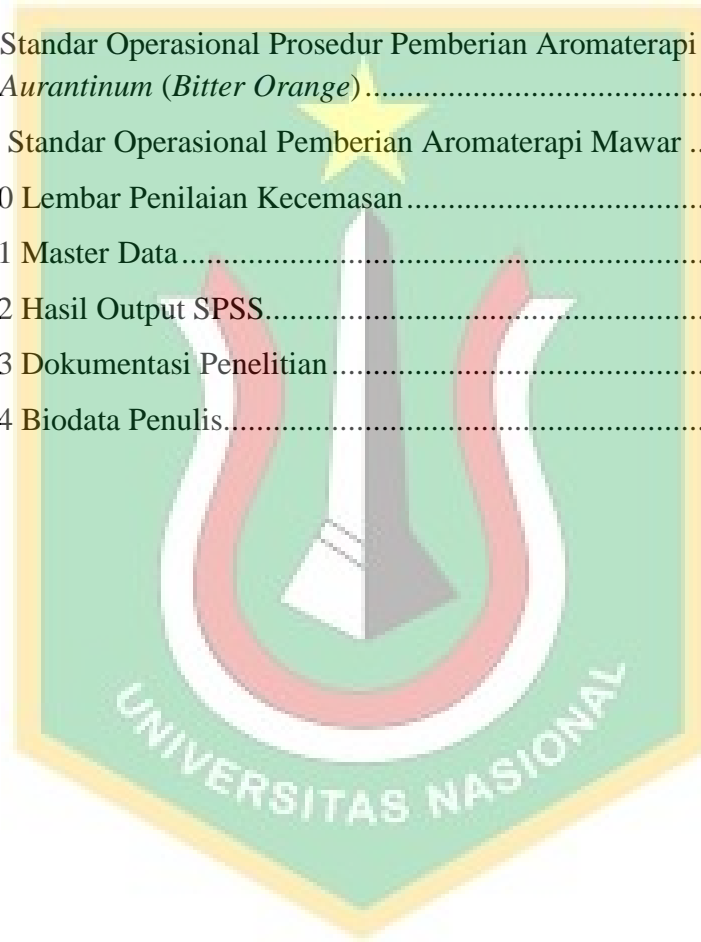 Standar Operasional Prosedur Pemberian Aromaterapi
Aurantinum (Bitter Orange)..............................................
Standar Operasional Pemberian Aromaterapi Mawar ..
0 Lembar Penilaian Kecemasan.........................................
1 Master Data......................................................................
2 Hasil Output SPSS...........................................................
3 Dokumentasi Penelitian..................................................
4 Biodata Penulis................................................................
UNIVERSITAS NASIONAL